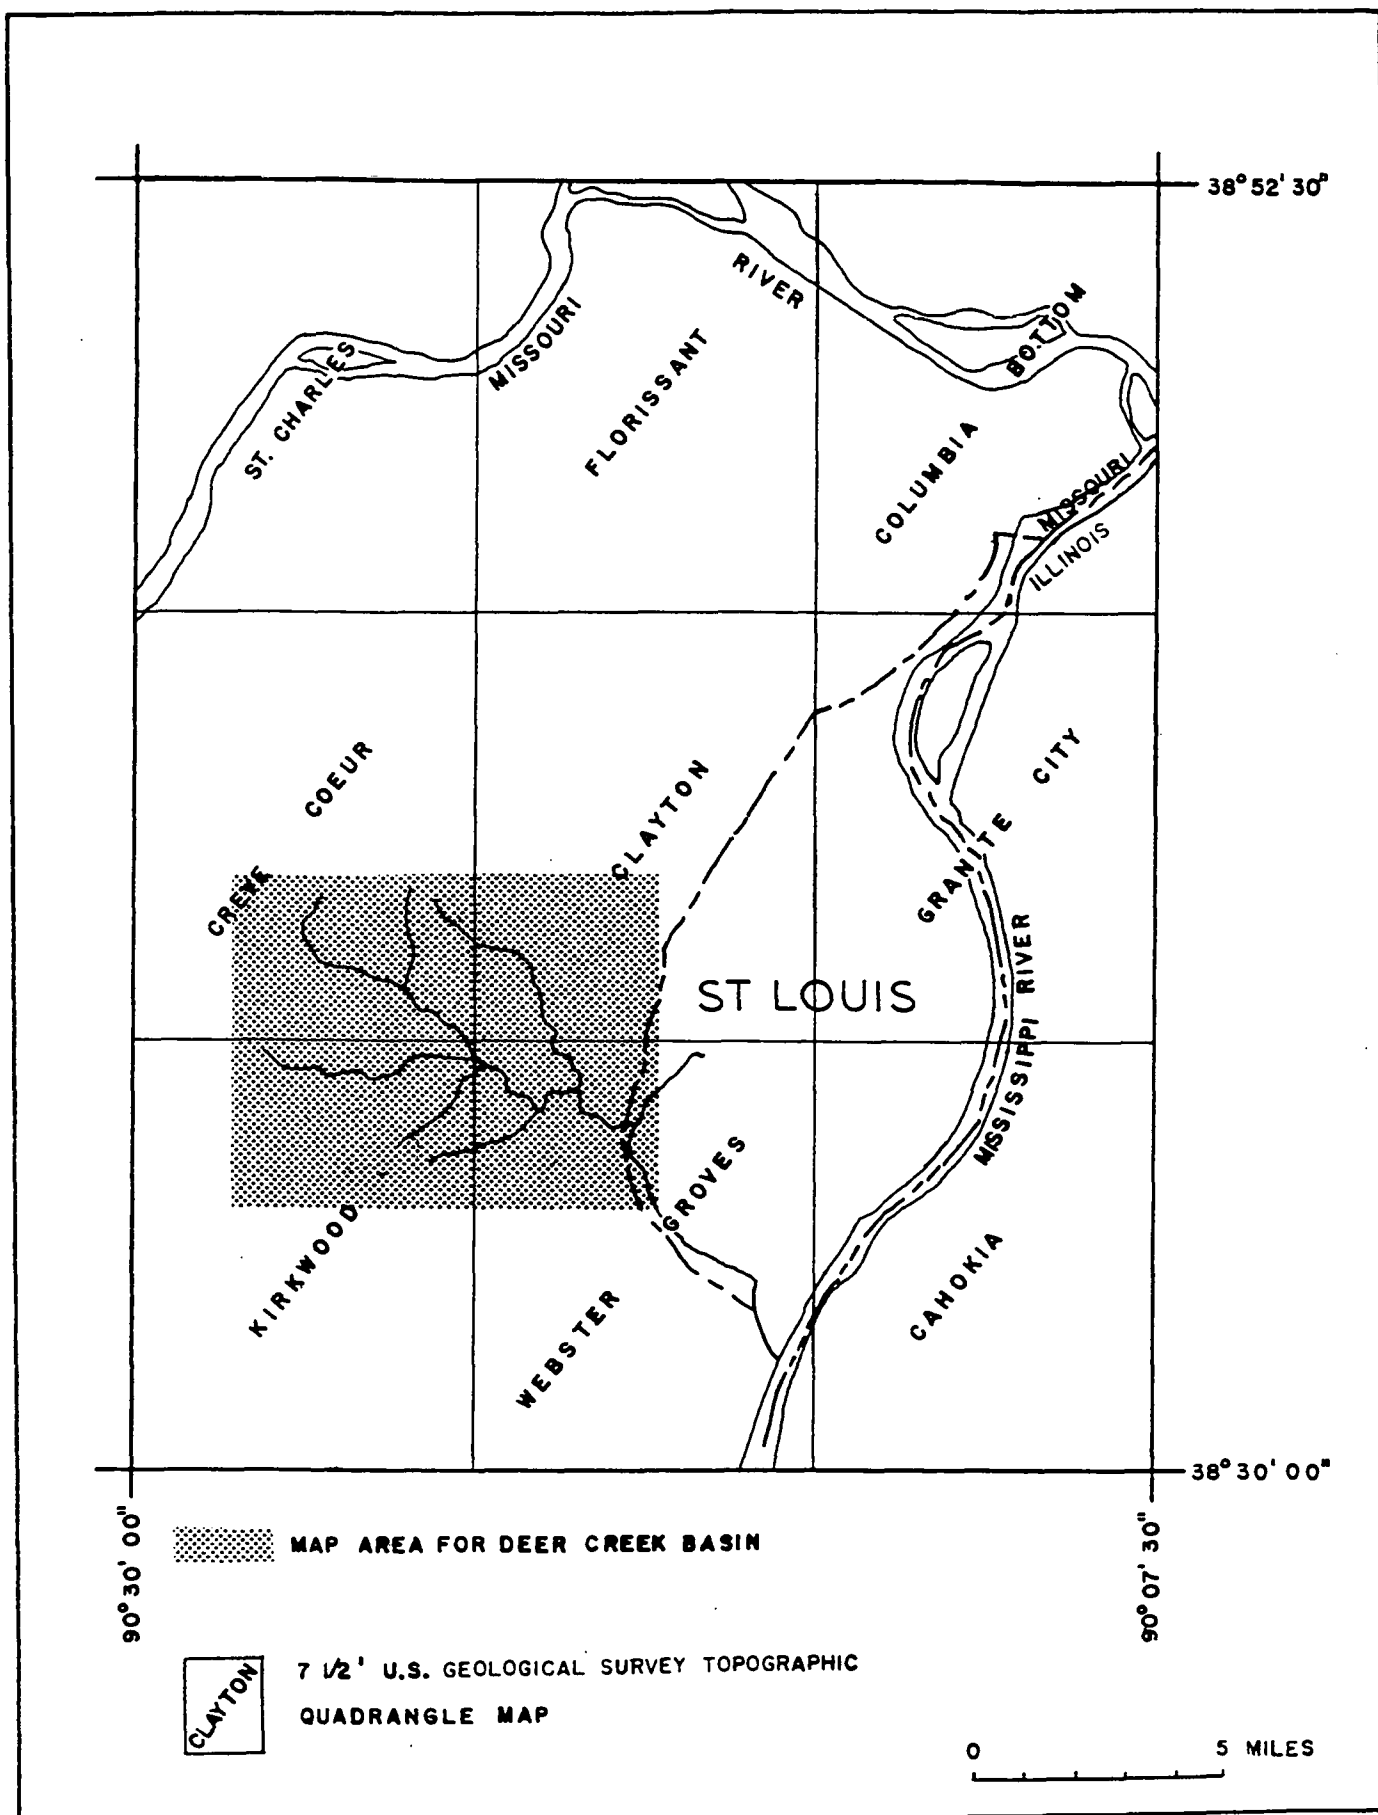 38° 52' 30"
RIVER
MISSOURI
ST. CHARLES
FLORISSANT
COLUMBIA BOTTOM
MISSOURI
ILLINOIS
CREVE COEUR
CLAYTON
GRANITE CITY
ST LOUIS
MISSISSIPPI RIVER
KIRKWOOD
WEBSTER GROVES
CAHOKIA
38° 30' 00"
90° 30' 00"
90° 07' 30"
MAP AREA FOR DEER CREEK BASIN
CLAYTON
7 1/2' U.S. GEOLOGICAL SURVEY TOPOGRAPHIC
QUADRANGLE MAP
0 5 MILES